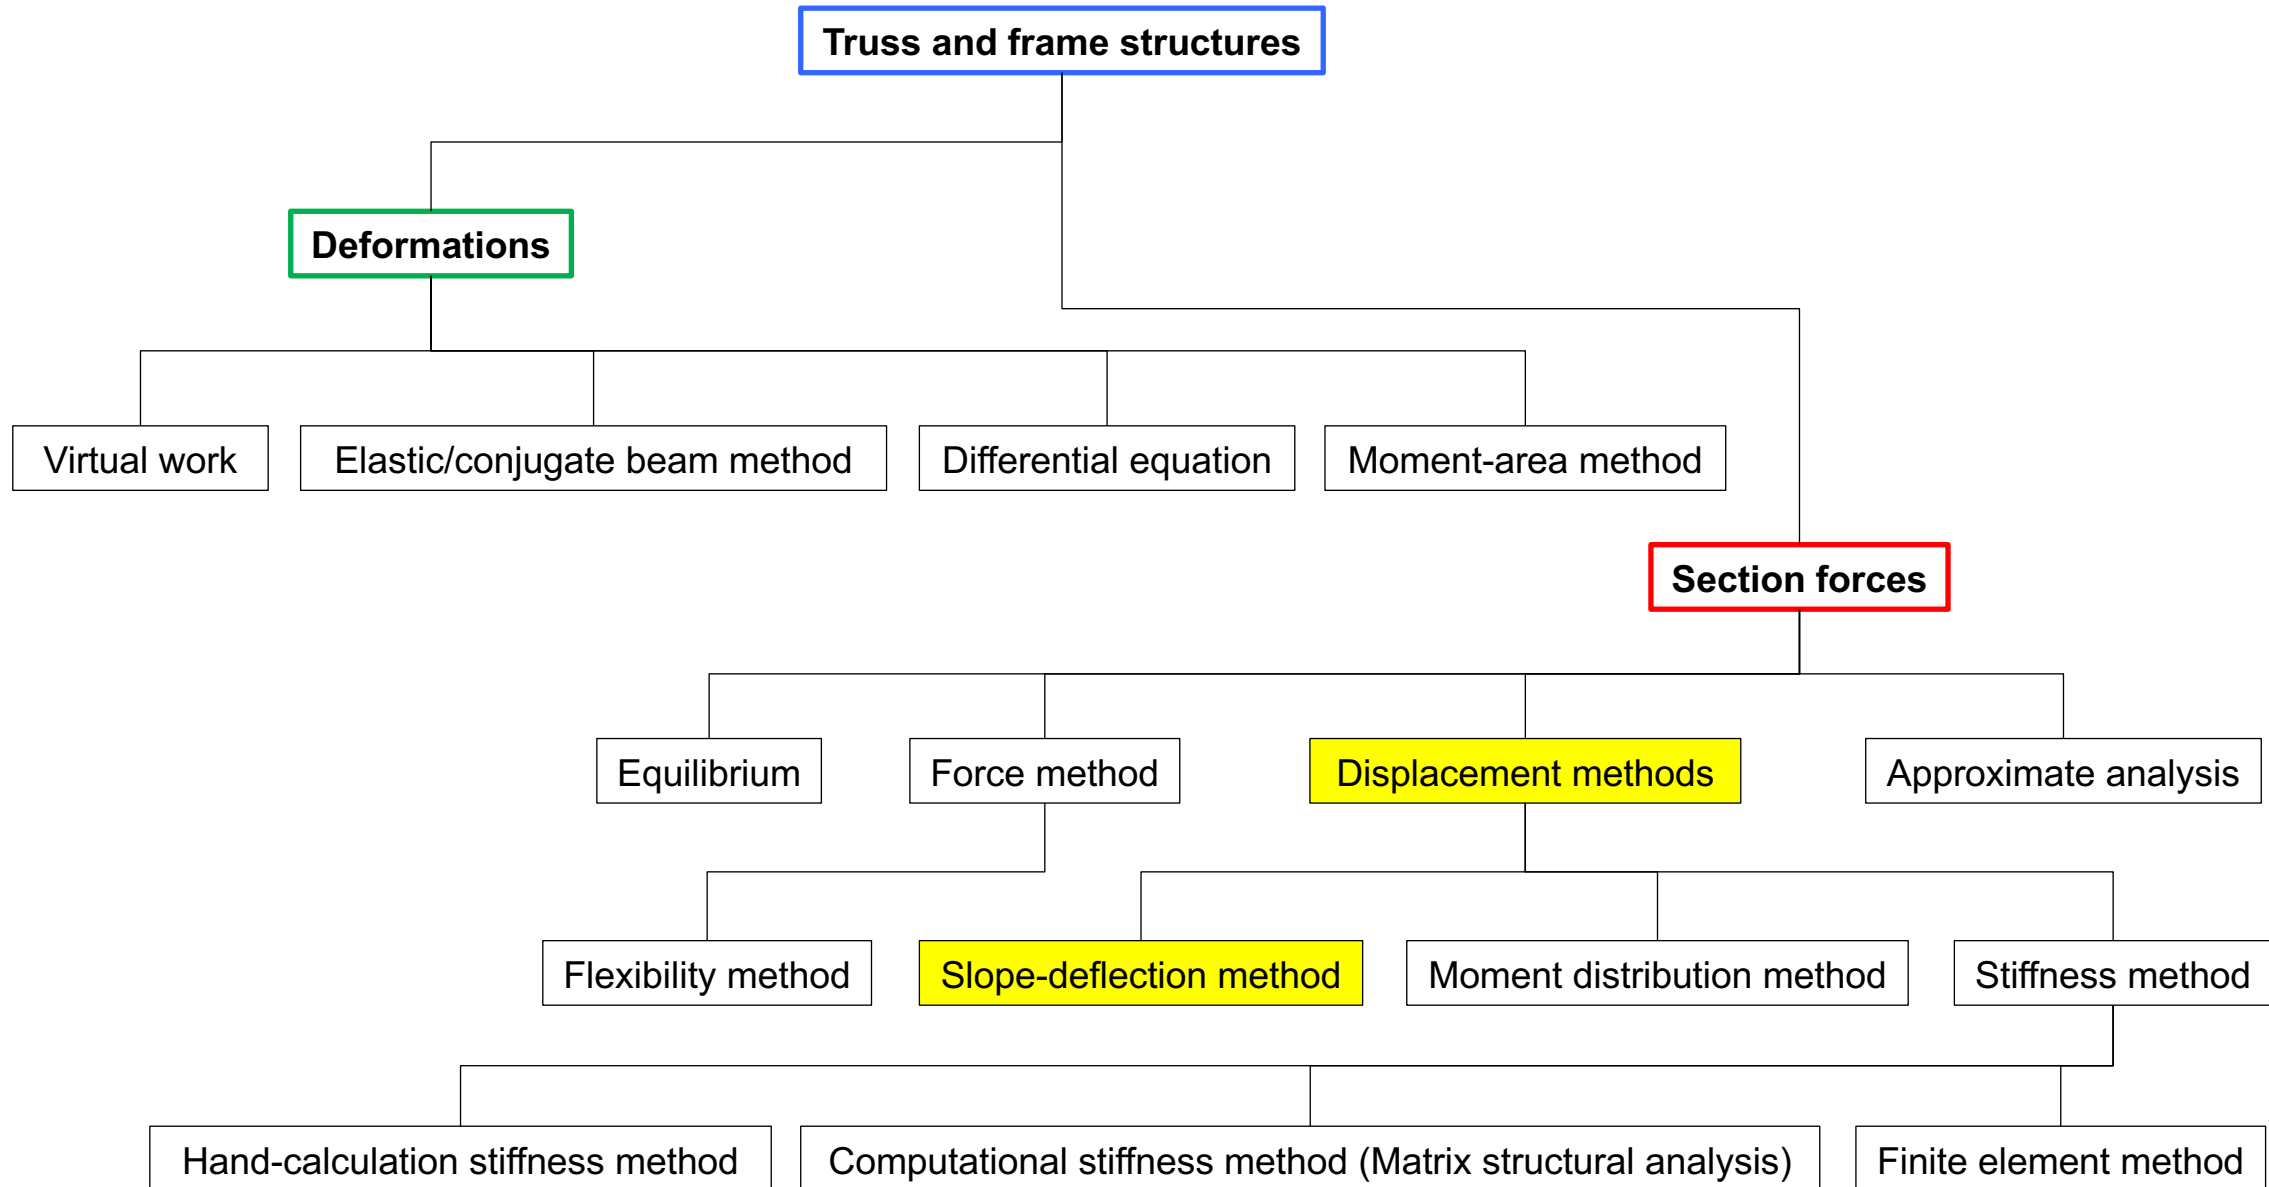 Truss and frame structures
Deformations
Virtual work
Elastic/conjugate beam method
Differential equation
Moment-area method
Section forces
Equilibrium
Force method
Displacement methods
Approximate analysis
Flexibility method
Slope-deflection method
Moment distribution method
Stiffness method
Hand-calculation stiffness method
Computational stiffness method (Matrix structural analysis)
Finite element method